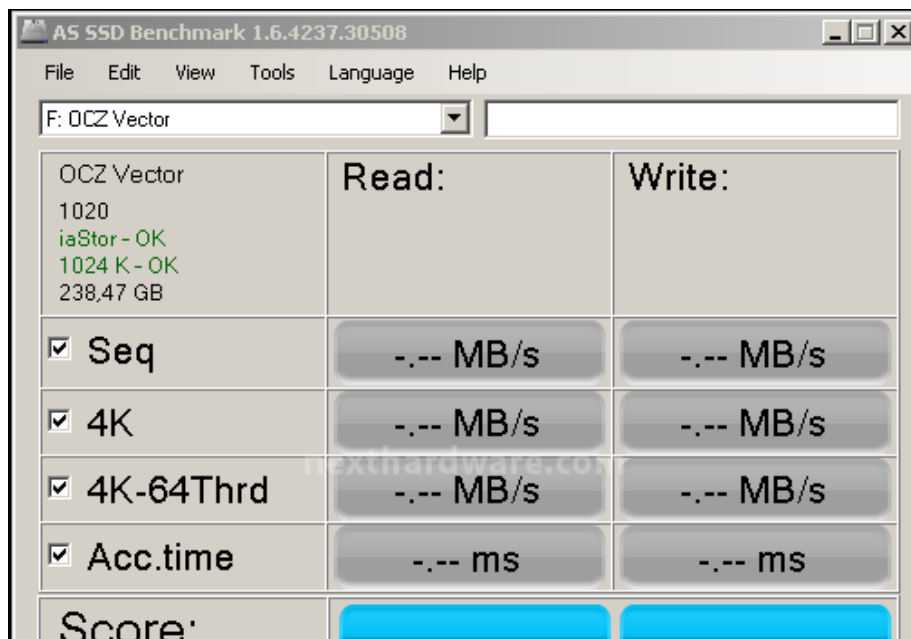 AS SSD Benchmark 1.6.4237.30508
File Edit View Tools Language Help
F: OCZ Vector
OCZ Vector
1020
iaStor - OK
1024 K - OK
238,47 GB
Read:
Write:
Seq
-.-- MB/s
-.-- MB/s
4K
-.-- MB/s
-.-- MB/s
nexthardware.com
4K-64Thrd
-.-- MB/s
-.-- MB/s
Acc.time
-.-- ms
-.-- ms
Score: